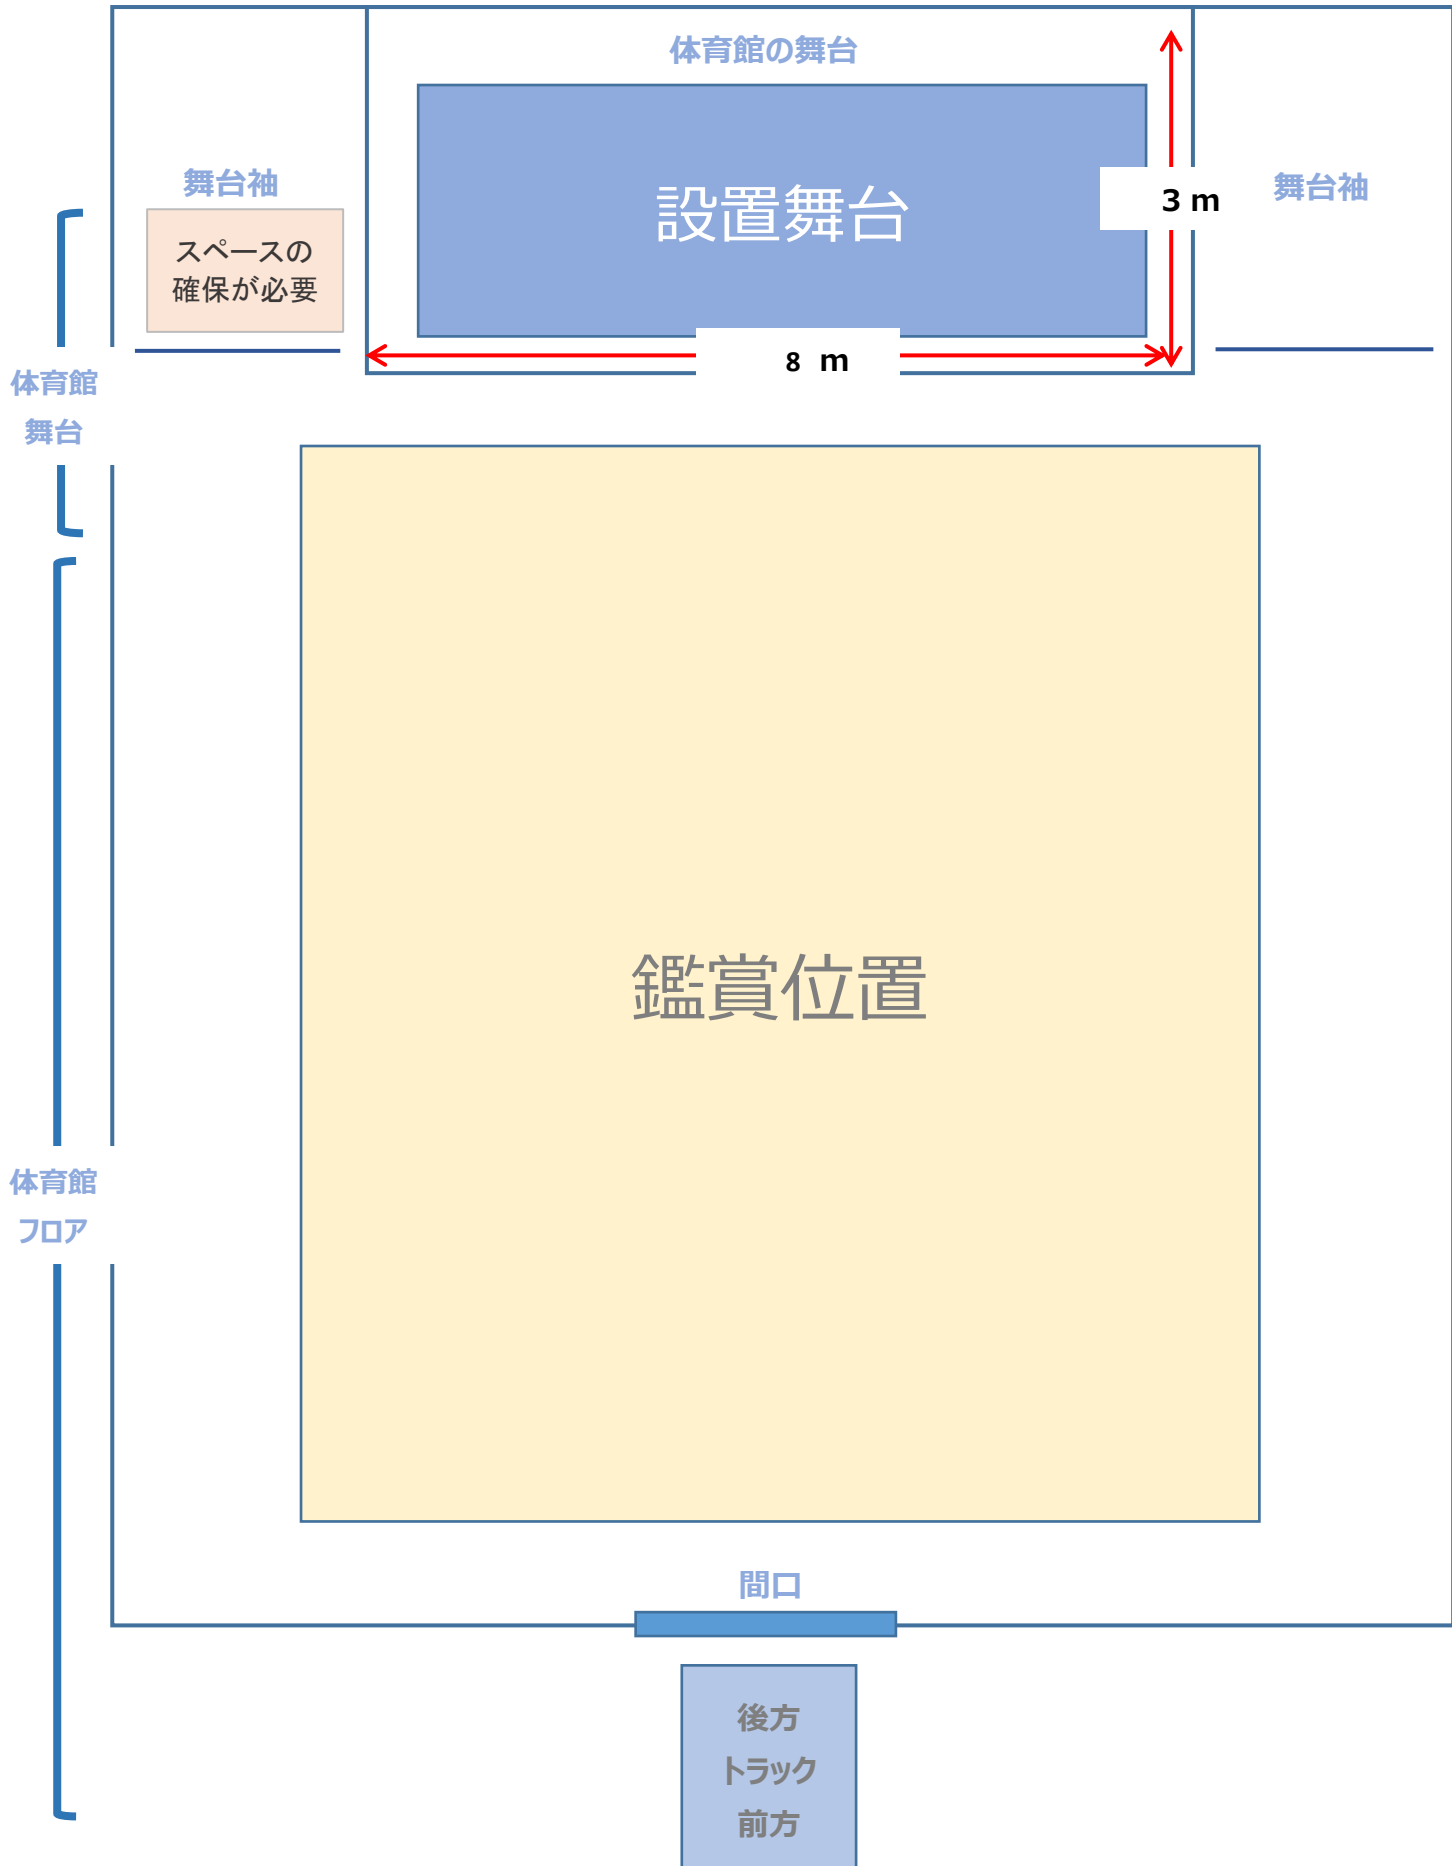 体育館の舞台
設置舞台
3 m
舞台袖
舞台袖
スペースの
確保が必要
8 m
体育館
舞台
鑑賞位置
体育館
フロア
間口
後方
トラック
前方